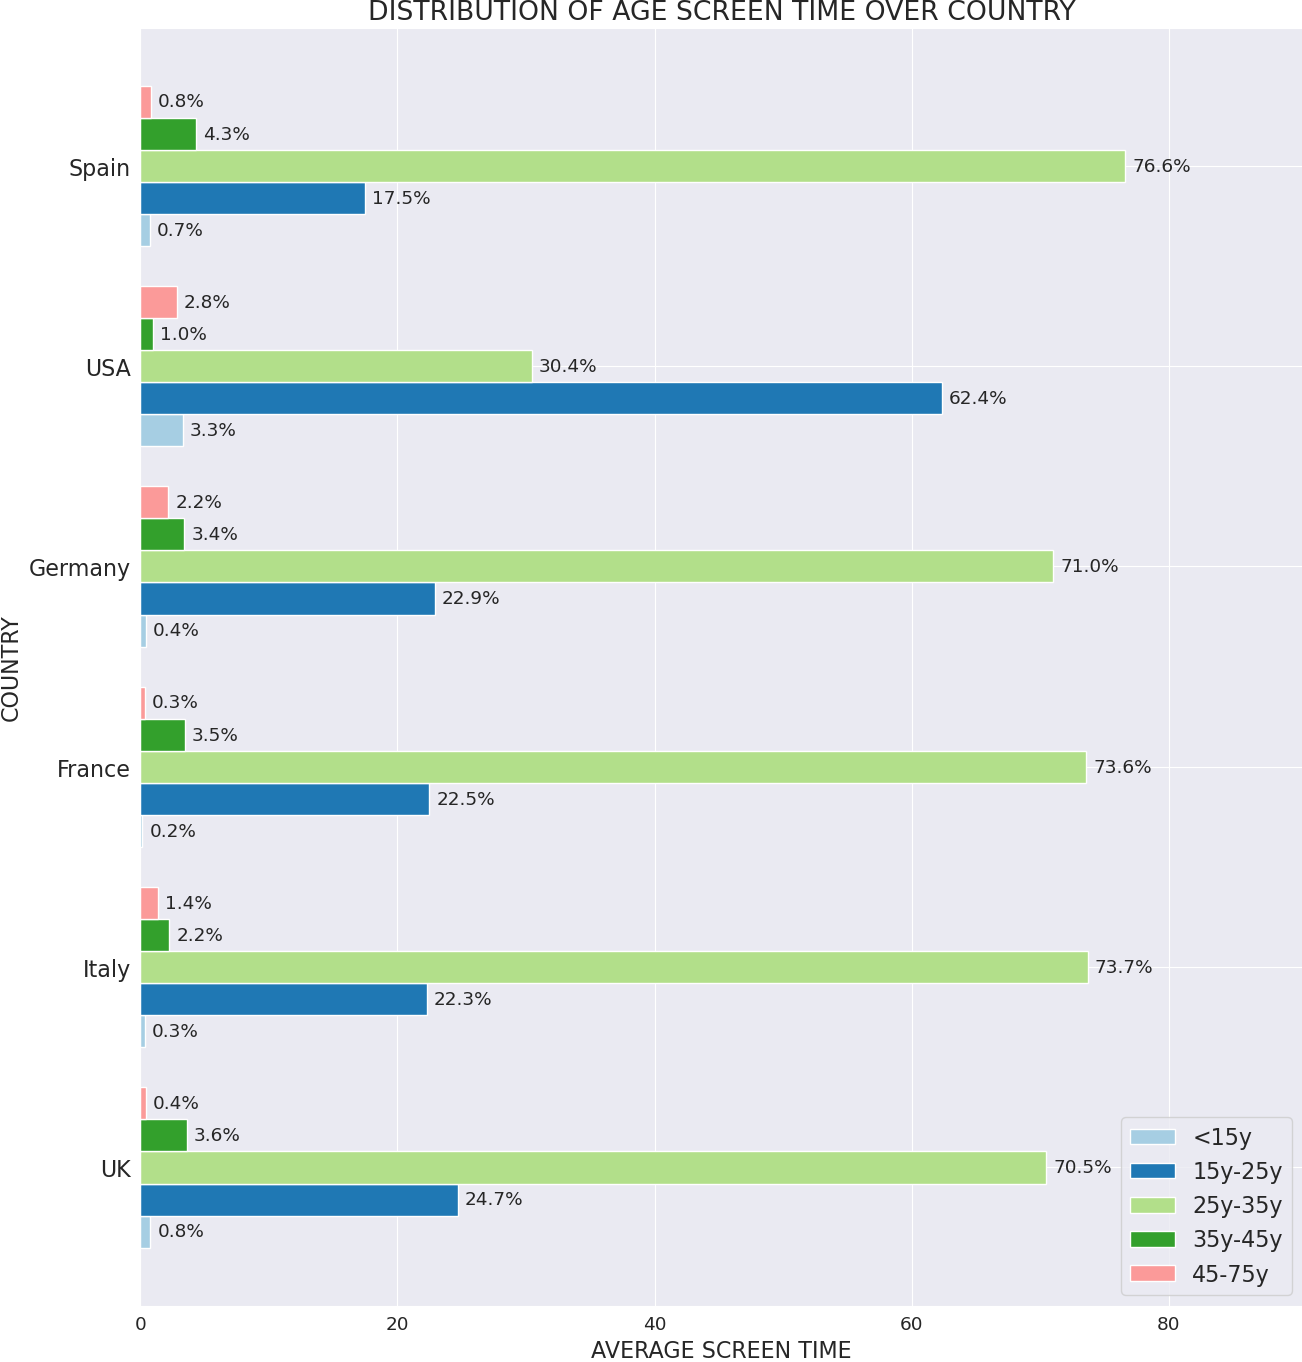 DISTRIBUTION OF AGE SCREEN TIME OVER COUNTRY
0.8%
4.3%
Spain
76.6%
17.5%
0.7%
2.8%
1.0%
USA
30.4%
62.4%
3.3%
2.2%
3.4%
Germany
71.0%
22.9%
0.4%
COUNTRY
0.3%
3.5%
France
73.6%
22.5%
0.2%
1.4%
2.2%
Italy
73.7%
22.3%
0.3%
0.4%
3.6%
UK
70.5%
24.7%
0.8%
<15y
15y-25y
25y-35y
35y-45y
45-75y
0 20 40 60 80
AVERAGE SCREEN TIME